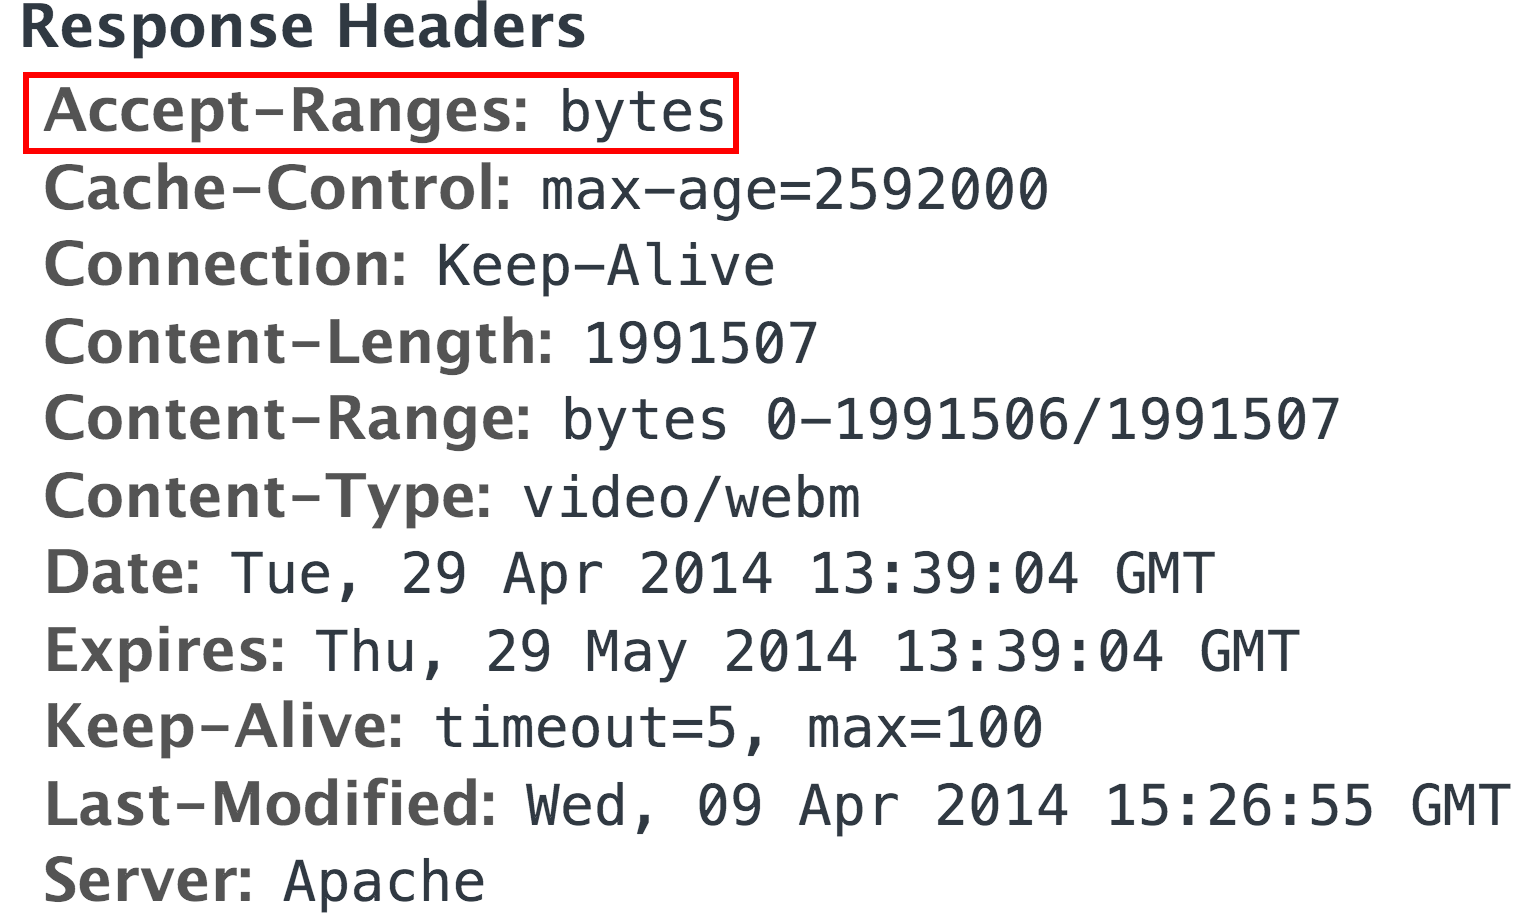 Response Headers
Accept-Ranges: bytes
Cache-Control: max-age=2592000
Connection: Keep-Alive
Content-Length: 1991507
Content-Range: bytes 0-1991506/1991507
Content-Type: video/webm
Date: Tue, 29 Apr 2014 13:39:04 GMT
Expires: Thu, 29 May 2014 13:39:04 GMT
Keep-Alive: timeout=5, max=100
Last-Modified: Wed, 09 Apr 2014 15:26:55 GMT
Server: Apache